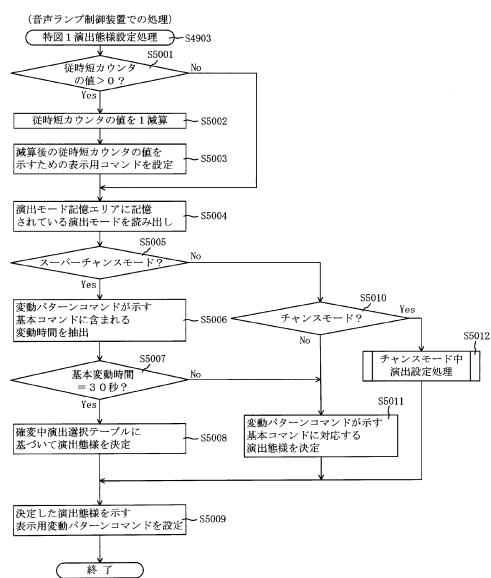 (音声ランプ制御装置での処理)
特図1演出態様設定処理
S4903
S5001
従時短カウンタ
の値>0?
No
Yes
従時短カウンタの値を1減算
S5002
減算後の従時短カウンタの値を
示すための表示用コマンドを設定
S5003
演出モード記憶エリアに記憶
されている演出モードを読み出し
S5004
S5005
スーパーチャンスモード?
No
Yes
変動パターンコマンドが示す
基本コマンドに含まれる
変動時間を抽出
S5006
S5010
チャンスモード?
Yes
No
S5012
チャンスモード中
演出設定処理
S5007
基本変動時間
=30秒?
No
Yes
確変中演出選択テーブルに
基づいて演出態様を決定
S5008
S5011
変動パターンコマンドが示す
基本コマンドに対応する
演出態様を決定
決定した演出態様を示す
表示用変動パターンコマンドを設定
S5009
終了